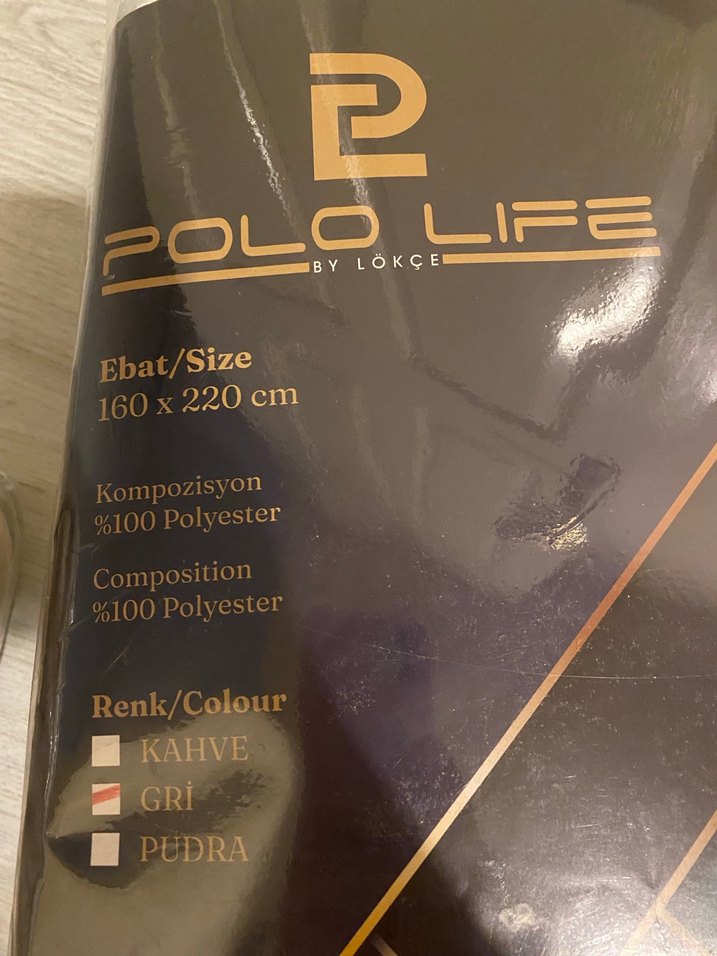 PL
POLO LIFE
BY LÖKÇE
Ebat/Size
160 x 220 cm
Kompozisyon
%100 Polyester
Composition
%100 Polyester
Renk/Colour
KAHVE
GRİ
PUDRA